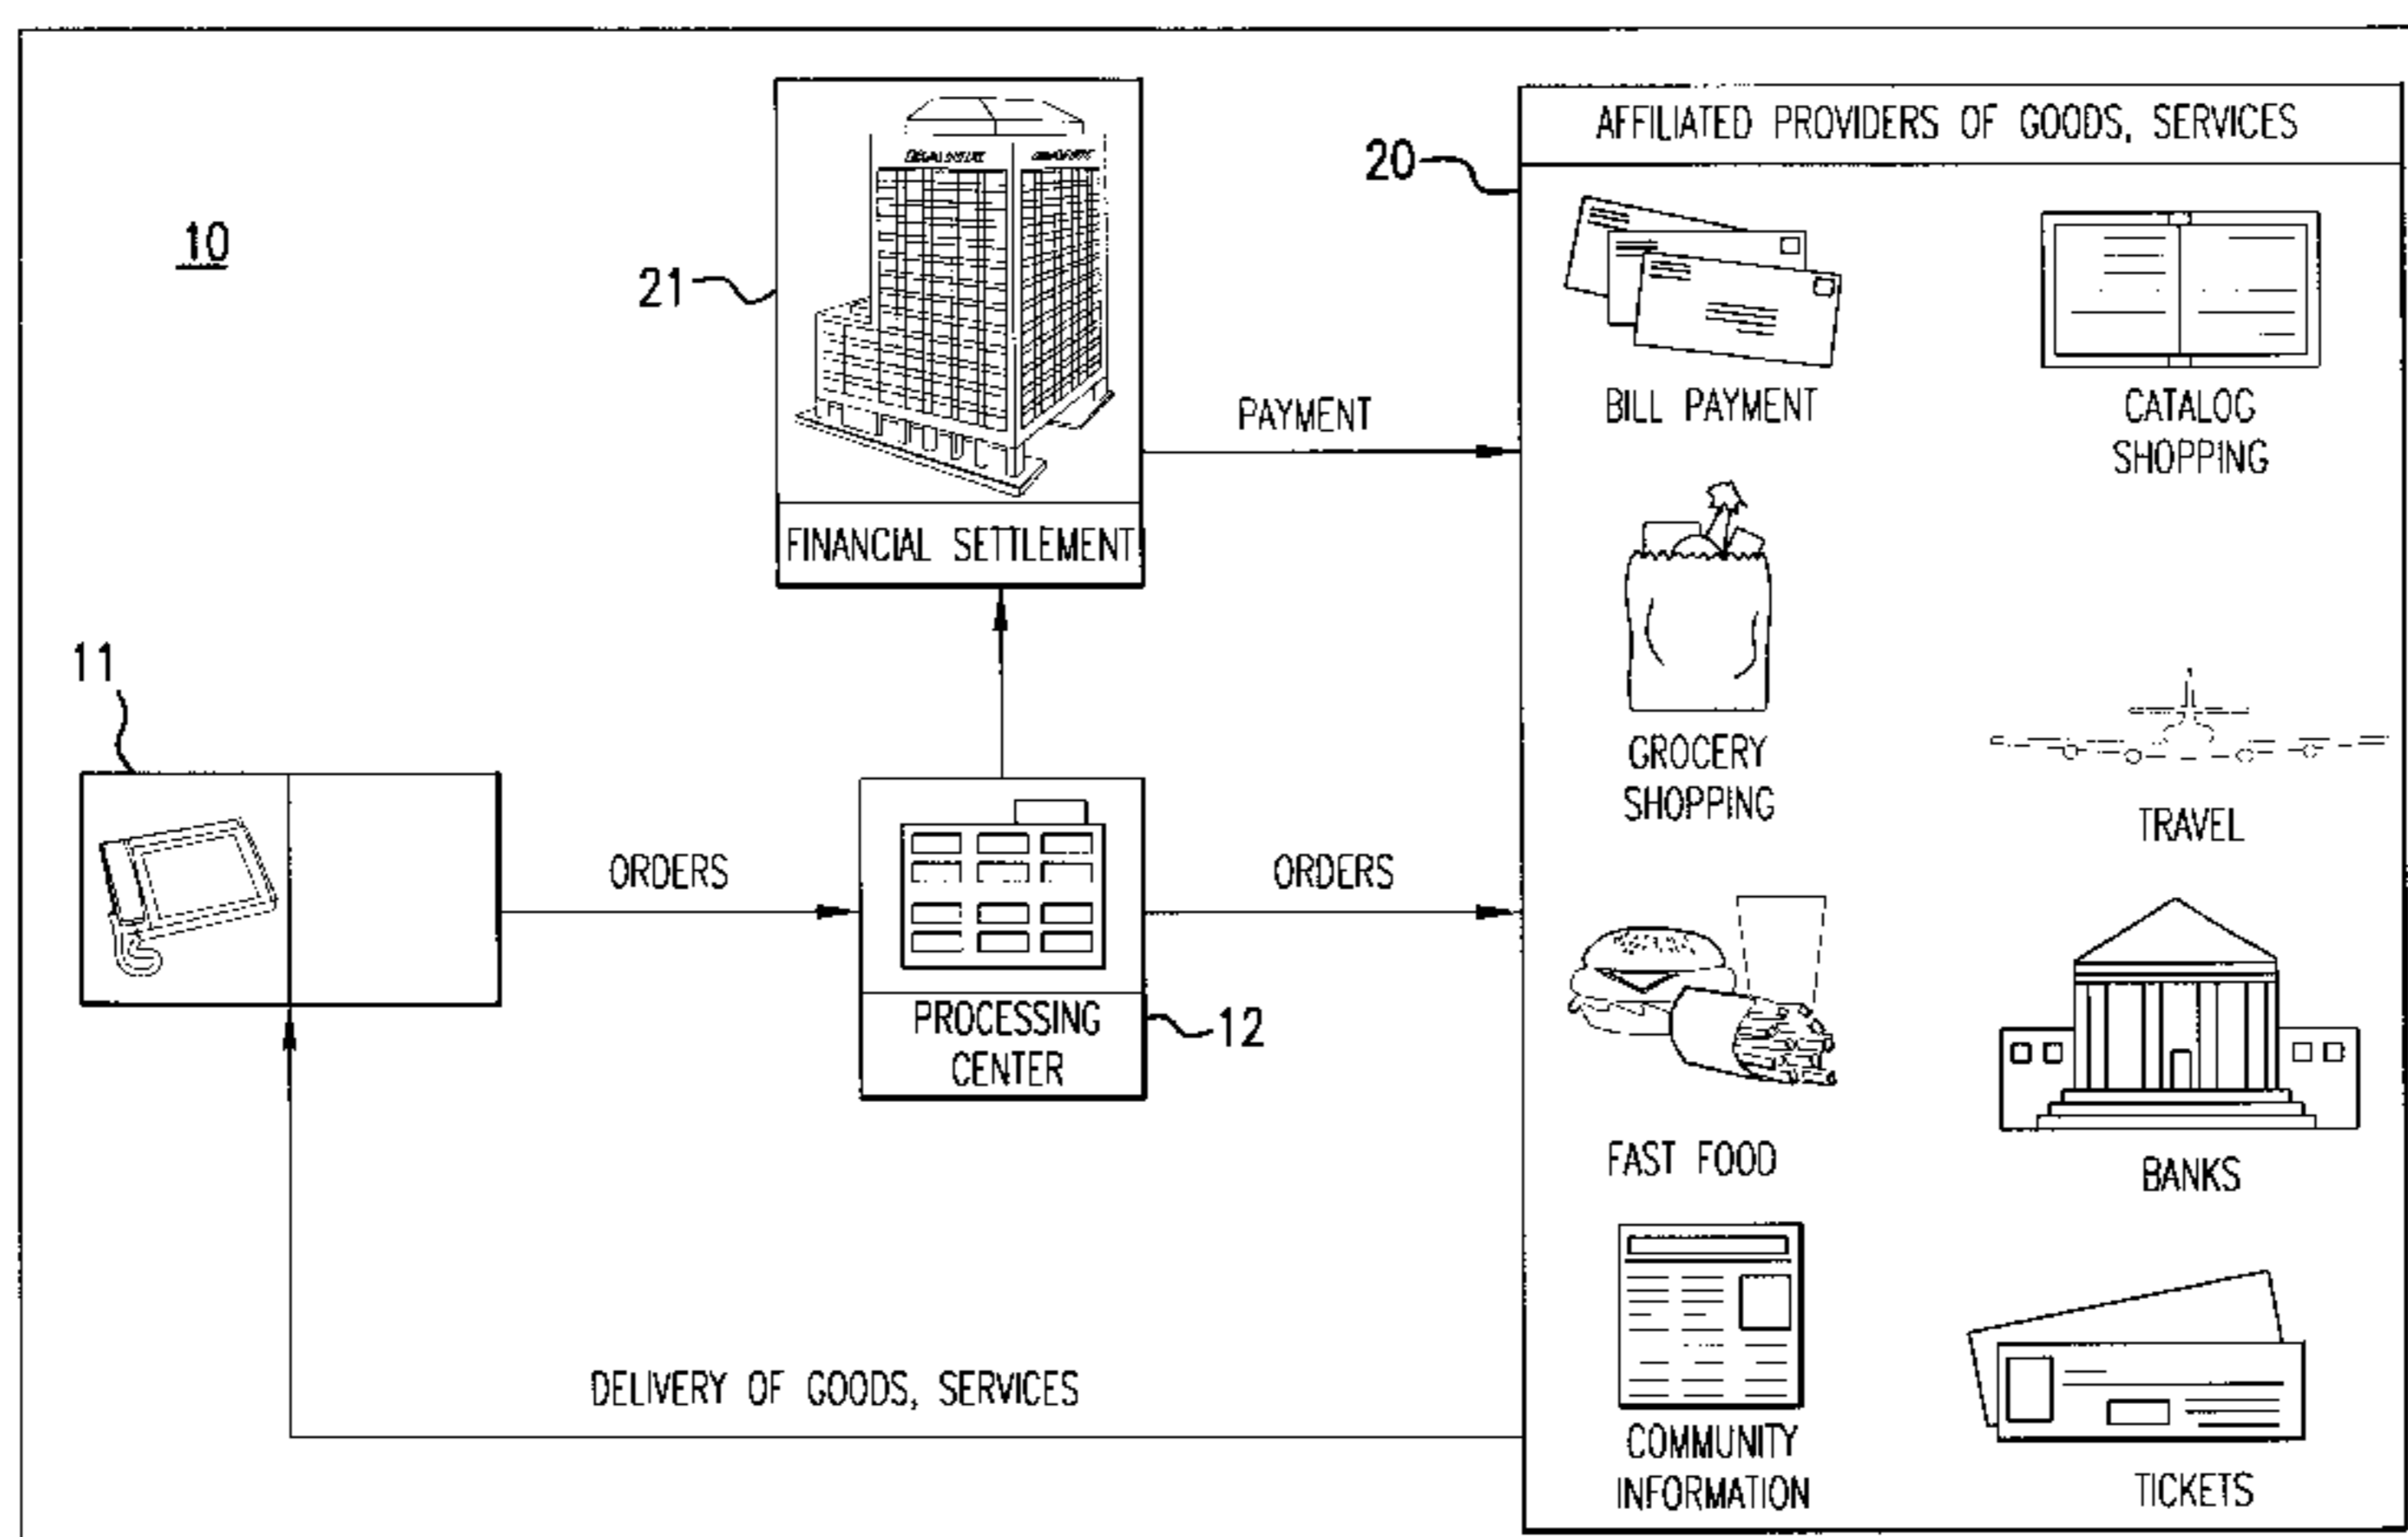 10
21
FINANCIAL SETTLEMENT
PAYMENT
20
AFFILIATED PROVIDERS OF GOODS, SERVICES
BILL PAYMENT
CATALOG
SHOPPING
GROCERY
SHOPPING
TRAVEL
FAST FOOD
BANKS
COMMUNITY
INFORMATION
TICKETS
11
ORDERS
PROCESSING
CENTER
12
ORDERS
DELIVERY OF GOODS, SERVICES